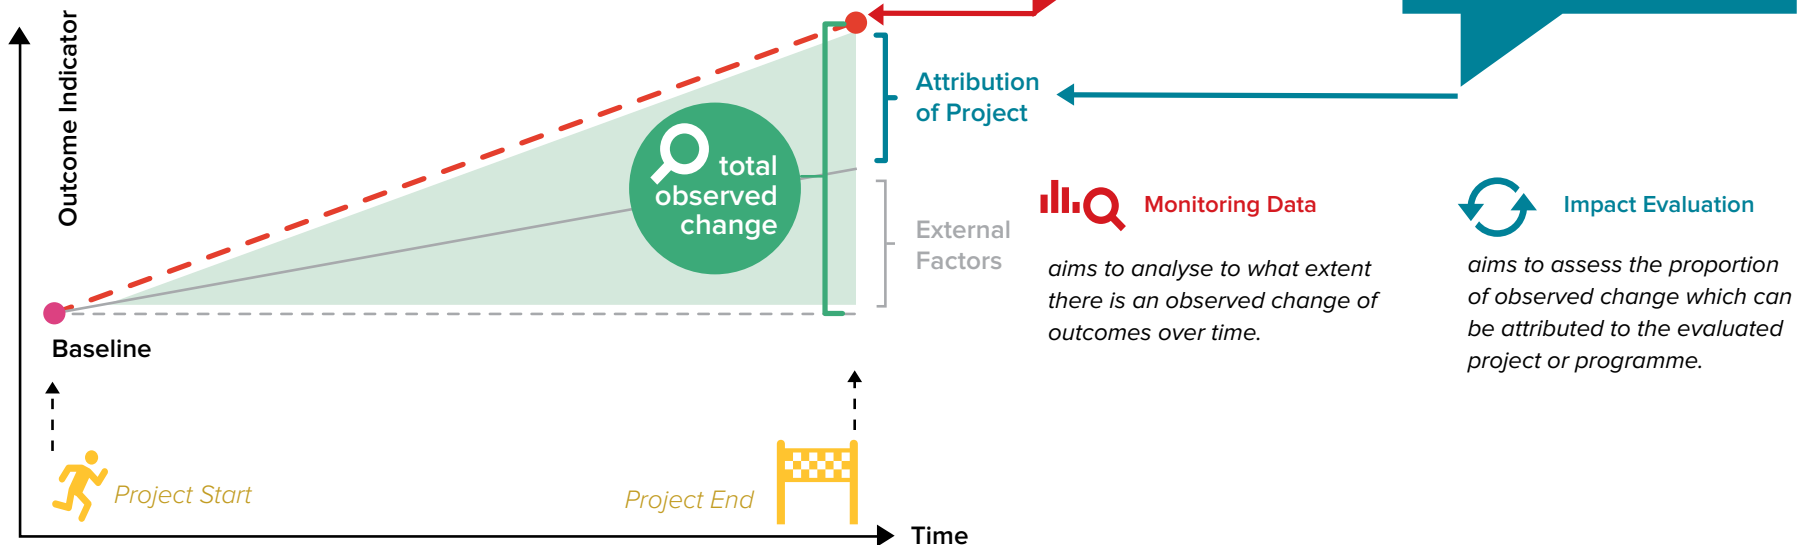 Outcome Indicator
Attribution
of Project
total
observed
change
External
Factors
Baseline
Project Start
Project End
Time
Monitoring Data
aims to analyse to what extent
there is an observed change of
outcomes over time.
Impact Evaluation
aims to assess the proportion
of observed change which can
be attributed to the evaluated
project or programme.